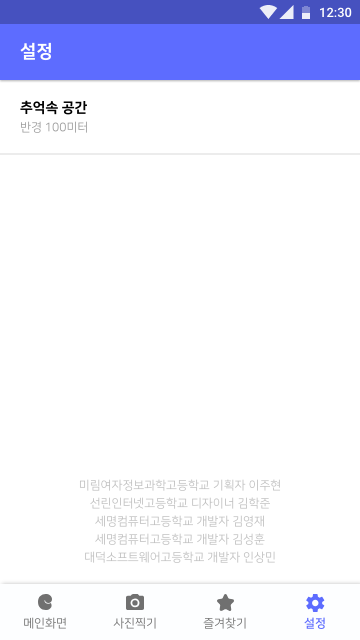 12:30
설정
추억속 공간
반경 100미터
미림여자정보과학고등학교 기획자 이주현
선린인터넷고등학교 디자이너 김학준
세명컴퓨터고등학교 개발자 김영재
세명컴퓨터고등학교 개발자 김성훈
대덕소프트웨어고등학교 개발자 인상민
메인화면 사진찍기 즐겨찾기 설정